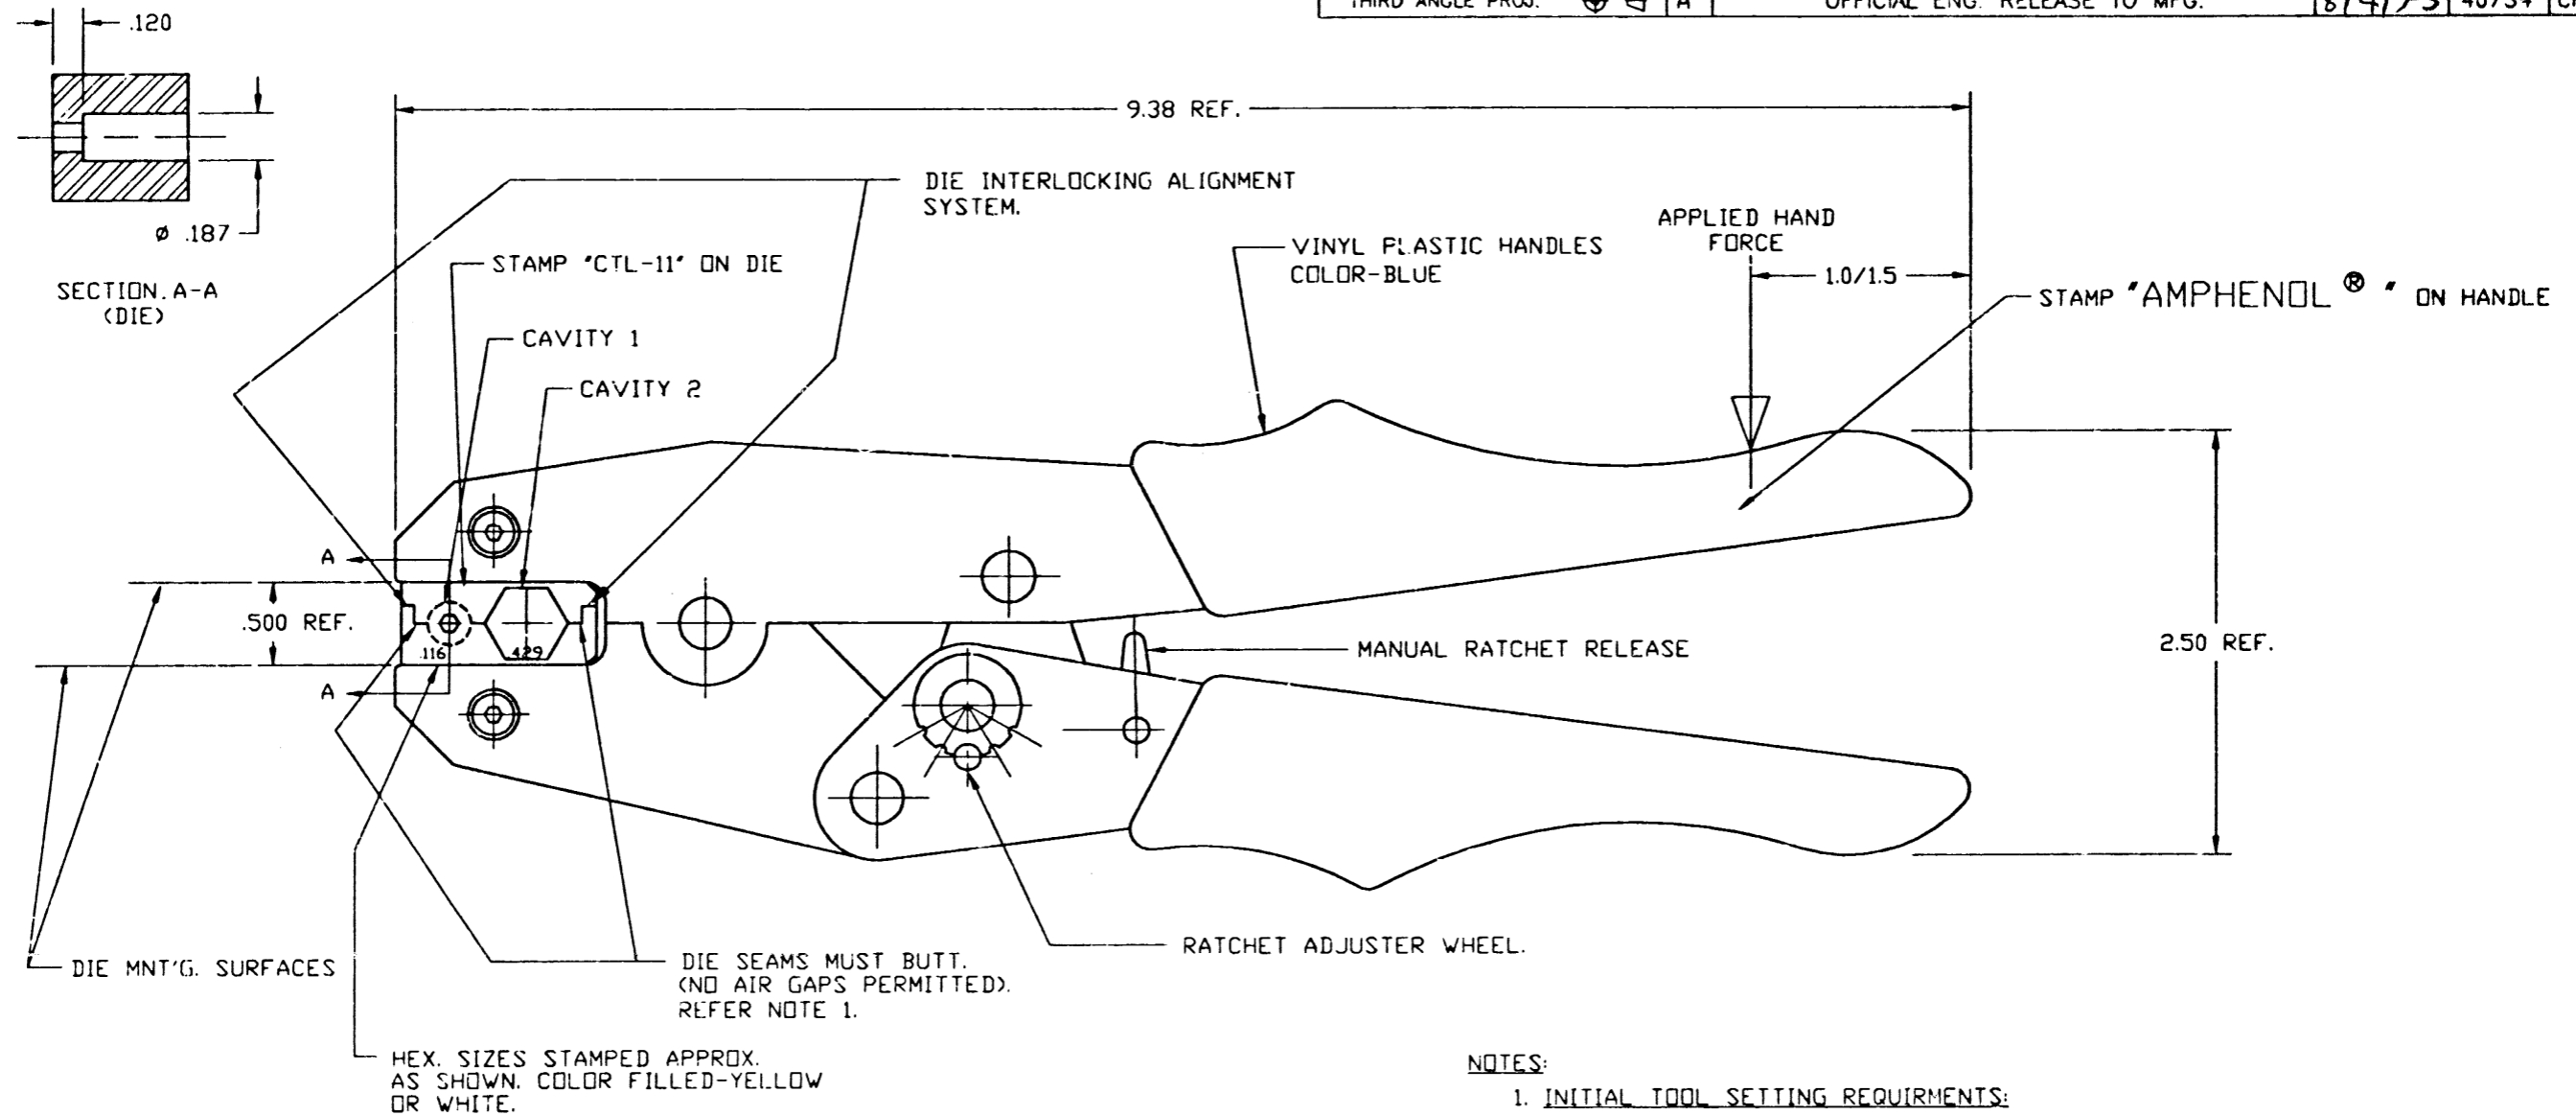 THIRD ANGLE PROJ. A OFFICIAL ENG. RELEASE TO MFG. 8/4/93
.120
9.38 REF.
Ø .187
SECTION. A-A
(DIE)
DIE INTERLOCKING ALIGNMENT
SYSTEM.
STAMP "CTL-11" ON DIE
CAVITY 1
CAVITY 2
VINYL PLASTIC HANDLES
COLOR-BLUE
APPLIED HAND
FORCE
1.0/1.5
STAMP "AMPHENOL ® " ON HANDLE
A
.500 REF.
.116
.429
A
MANUAL RATCHET RELEASE
2.50 REF.
DIE MNT'G. SURFACES
DIE SEAMS MUST BUTT.
(NO AIR GAPS PERMITTED).
REFER NOTE 1.
RATCHET ADJUSTER WHEEL.
HEX. SIZES STAMPED APPROX.
AS SHOWN. COLOR FILLED-YELLOW
OR WHITE.
NOTES:
1. INITIAL TOOL SETTING REQUIRMENTS: